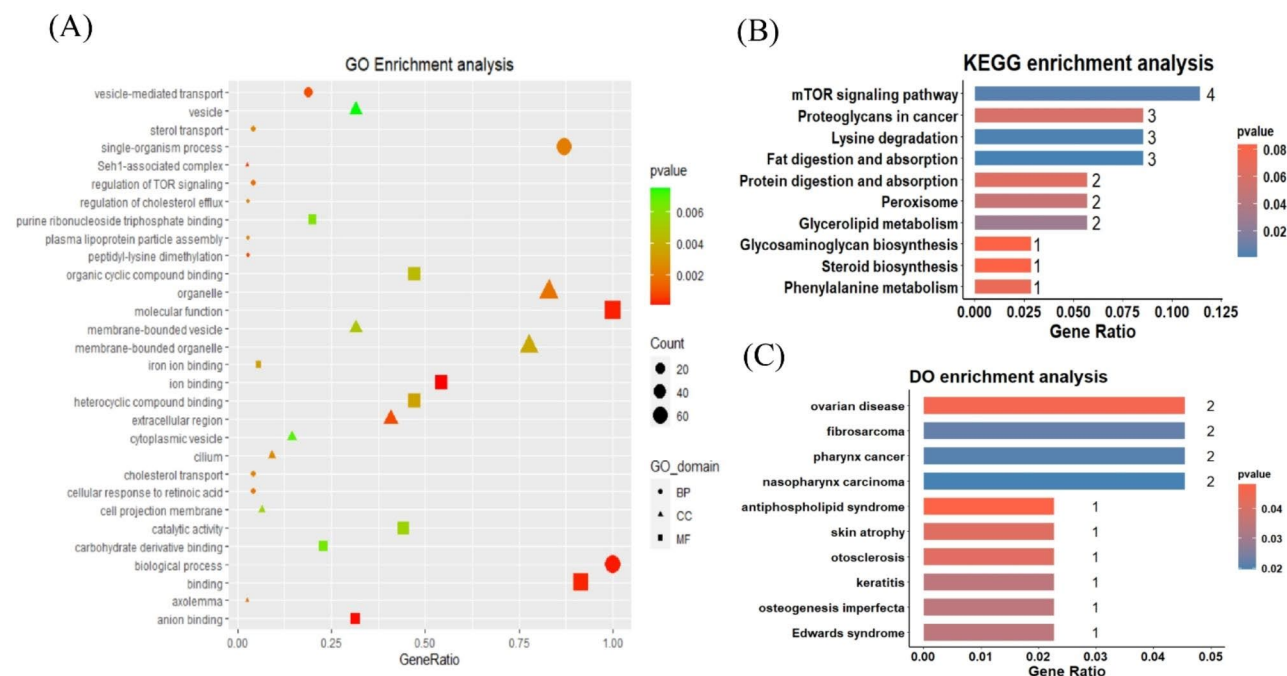 (A)
GO Enrichment analysis
vesicle-mediated transport
vesicle
sterol transport
single-organism process
Seh1-associated complex
regulation of TOR signaling
regulation of cholesterol efflux
purine ribonucleoside triphosphate binding
plasma lipoprotein particle assembly
peptidyl-lysine dimethylation
organic cyclic compound binding
organelle
molecular function
membrane-bounded vesicle
membrane-bounded organelle
iron ion binding
ion binding
heterocyclic compound binding
extracellular region
cytoplasmic vesicle
cilium
cholesterol transport
cellular response to retinoic acid
cell projection membrane
catalytic activity
carbohydrate derivative binding
biological process
binding
axolemma
anion binding
0.00 0.25 0.50 0.75 1.00
GeneRatio
pvalue
0.006
0.004
0.002
Count
20
40
60
GO_domain
BP
CC
MF
(B)
KEGG enrichment analysis
mTOR signaling pathway 4
Proteoglycans in cancer 3
Lysine degradation 3
Fat digestion and absorption 3
Protein digestion and absorption 2
Peroxisome 2
Glycerolipid metabolism 2
Glycosaminoglycan biosynthesis 1
Steroid biosynthesis 1
Phenylalanine metabolism 1
0.000 0.025 0.050 0.075 0.100 0.125
Gene Ratio
pvalue
0.08
0.06
0.04
0.02
(C)
DO enrichment analysis
ovarian disease 2
fibrosarcoma 2
pharynx cancer 2
nasopharynx carcinoma 2
antiphospholipid syndrome 1
skin atrophy 1
otosclerosis 1
keratitis 1
osteogenesis imperfecta 1
Edwards syndrome 1
0.00 0.01 0.02 0.03 0.04 0.05
Gene Ratio
pvalue
0.04
0.03
0.02